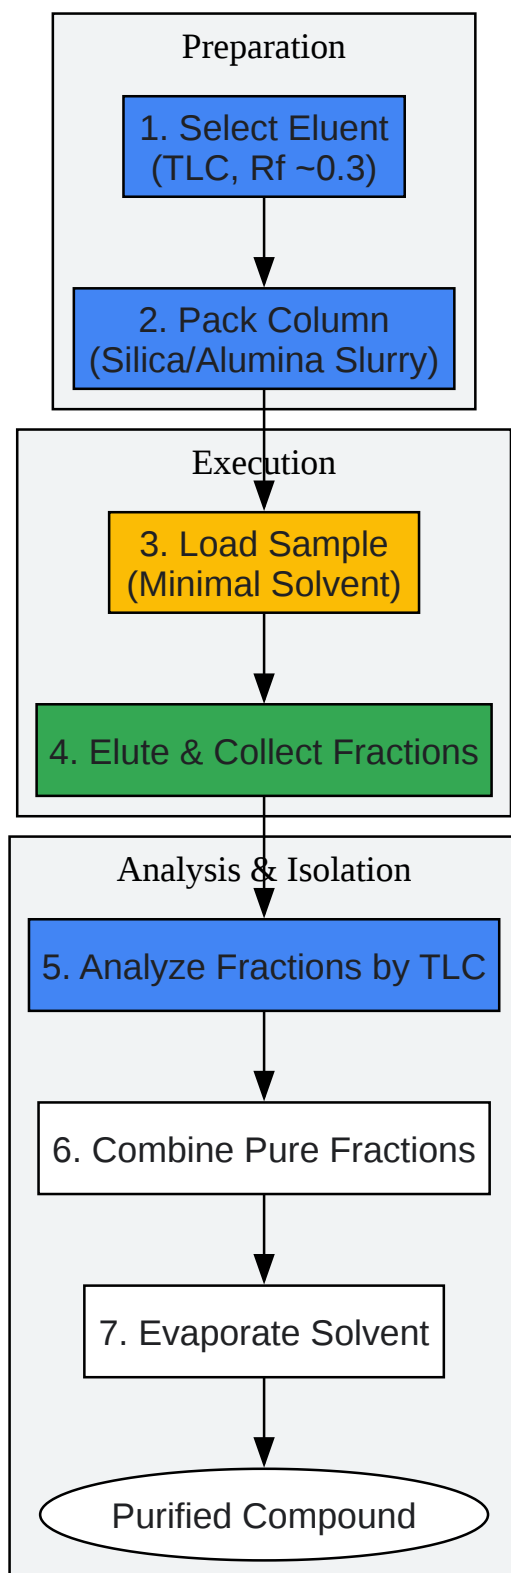 Preparation
1. Select Eluent
(TLC, Rf ~0.3)
2. Pack Column
(Silica/Alumina Slurry)
Execution
3. Load Sample
(Minimal Solvent)
4. Elute & Collect Fractions
Analysis & Isolation
5. Analyze Fractions by TLC
6. Combine Pure Fractions
7. Evaporate Solvent
Purified Compound